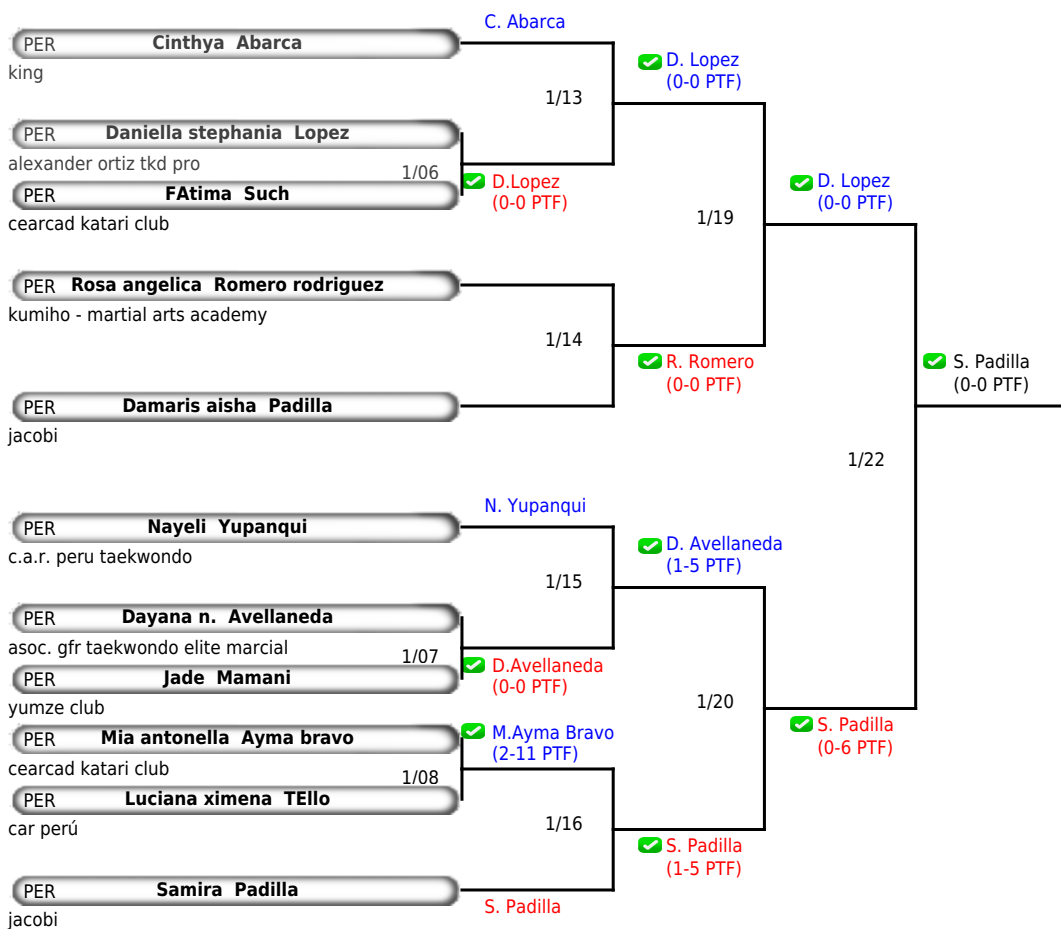 C. Abarca
PER Cinthya Abarca
king
D. Lopez
(0-0 PTF)
1/13
PER Daniella stephania Lopez
alexander ortiz tkd pro
1/06
PER FAtima Such
cearcad katari club
D.Lopez
(0-0 PTF)
D. Lopez
(0-0 PTF)
1/19
PER Rosa angelica Romero rodriguez
kumiho - martial arts academy
1/14
R. Romero
(0-0 PTF)
S. Padilla
(0-0 PTF)
PER Damaris aisha Padilla
jacobi
1/22
N. Yupanqui
PER Nayeli Yupanqui
c.a.r. peru taekwondo
D. Avellaneda
(1-5 PTF)
1/15
PER Dayana n. Avellaneda
asoc. gfr taekwondo elite marcial
1/07
PER Jade Mamani
yumze club
D.Avellaneda
(0-0 PTF)
1/20
PER Mia antonella Ayma bravo
cearcad katari club
M.Ayma Bravo
(2-11 PTF)
S. Padilla
(0-6 PTF)
1/08
PER Luciana ximena TEllo
car perú
1/16
S. Padilla
(1-5 PTF)
PER Samira Padilla
jacobi
S. Padilla